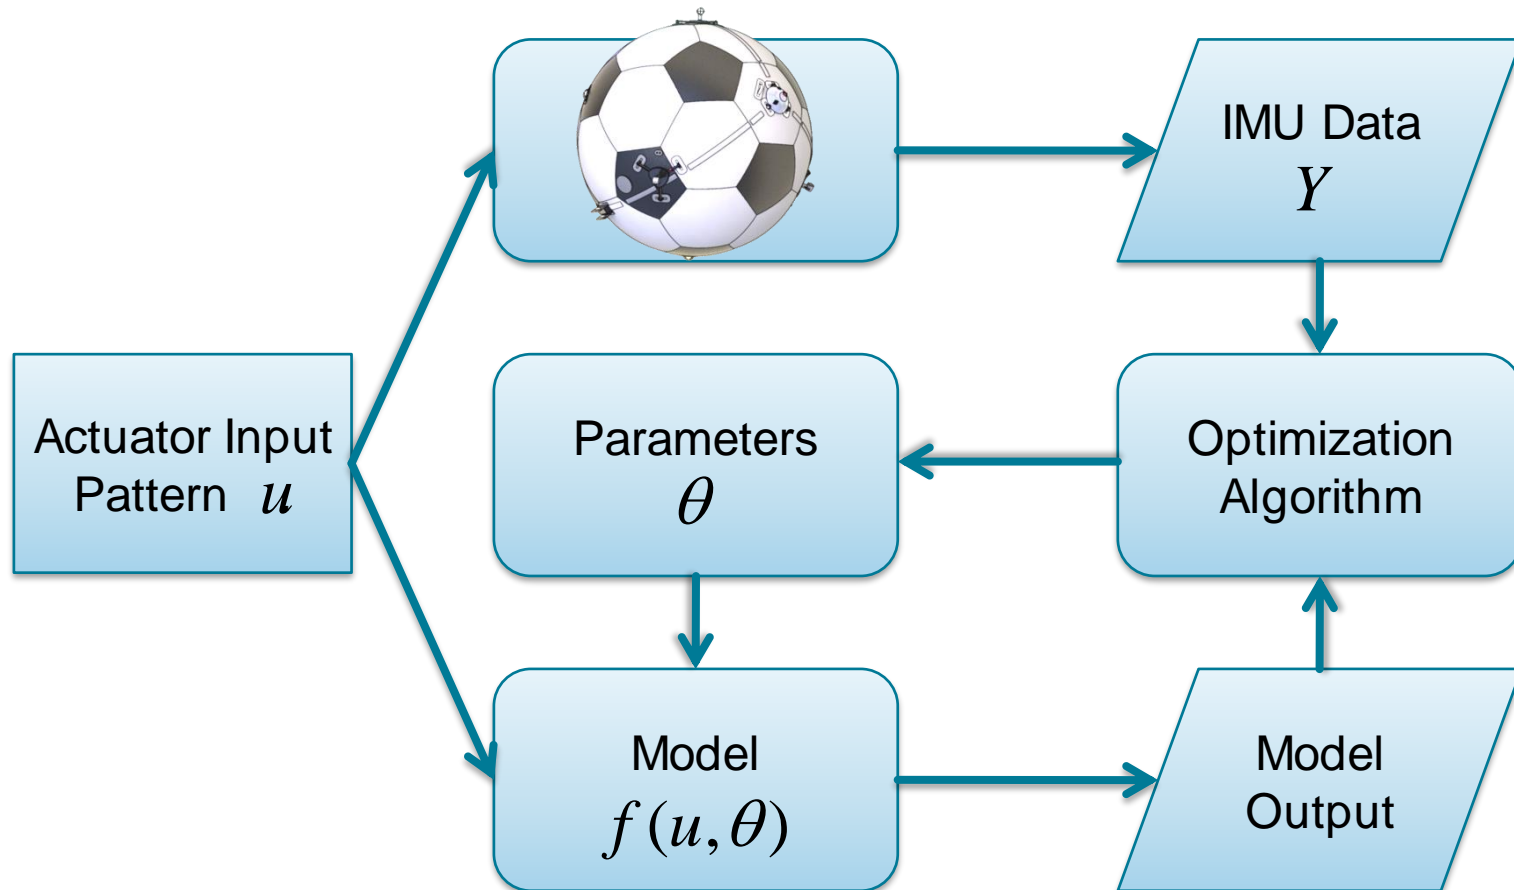 IMU Data
Y
Actuator Input
Pattern u
Parameters
θ
Optimization
Algorithm
Model
f(u,θ)
Model
Output